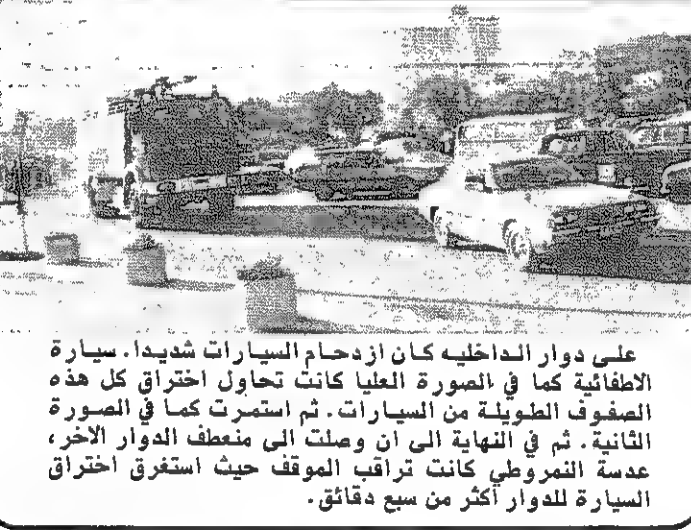 على دوار الداخليه كان ازدحام السيارات شديدا. سيارة
الاطفائية كما في الصورة العليا كانت تحاول اختراق كل هذه
الصفوف الطويلة من السيارات. ثم استمرت كما في الصورة
الثانية. ثم في النهاية الى ان وصلت الى منعطف الدوار الاخر،
عدسة النمروطي كانت تراقب الموقف حيث استغرق اختراق
السيارة للدوار اكثر من سبع دقائق.